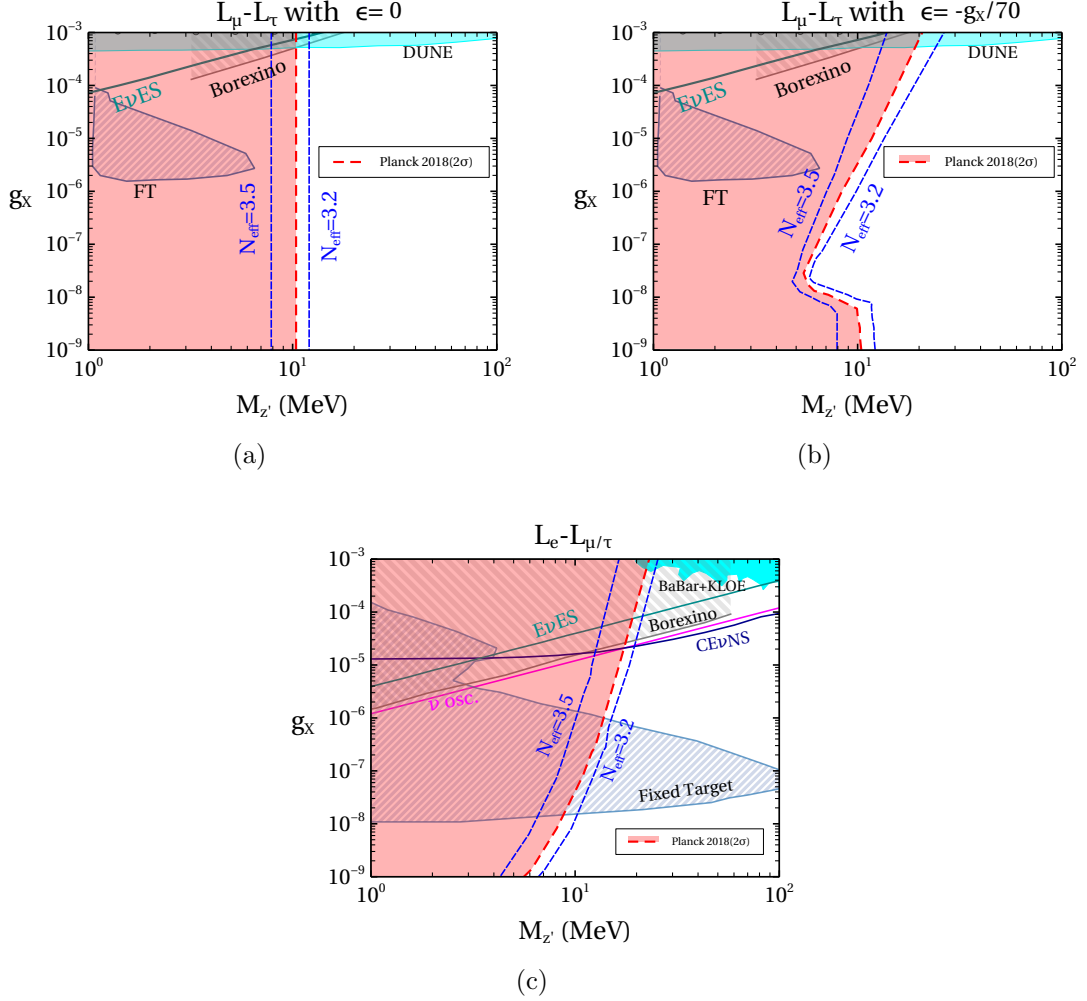 L_μ-L_τ with ϵ= 0
10^-3
10^-4
10^-5
10^-6
10^-7
10^-8
10^-9
g_X
DUNE
Borexino
EνES
FT
Planck 2018(2σ)
N_eff=3.5
N_eff=3.2
10^0
10^1
10^2
M_z' (MeV)
(a)
L_μ-L_τ with ϵ= -g_X/70
10^-3
10^-4
10^-5
10^-6
10^-7
10^-8
10^-9
g_X
DUNE
Borexino
EνES
FT
Planck 2018(2σ)
N_eff=3.5
N_eff=3.2
10^0
10^1
10^2
M_z' (MeV)
(b)
L_e-L_μ/τ
10^-3
10^-4
10^-5
10^-6
10^-7
10^-8
10^-9
g_X
BaBar+KLOE
EνES
Borexino
CEνNS
ν osc.
N_eff=3.5
N_eff=3.2
Fixed Target
Planck 2018(2σ)
10^0
10^1
10^2
M_z' (MeV)
(c)